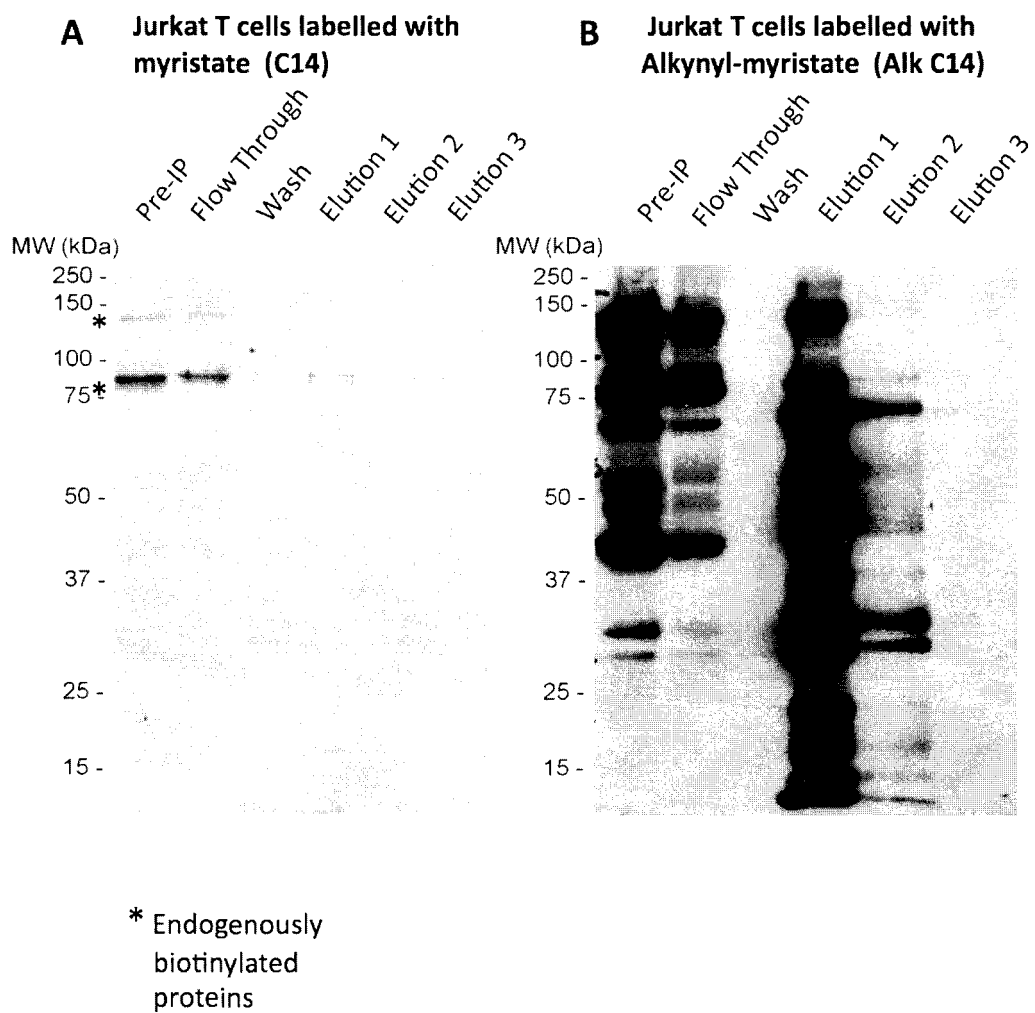 A
Jurkat T cells labelled with
myristate (C14)
Pre-IP
Flow Through
Wash
Elution 1
Elution 2
Elution 3
MW (kDa)
250 -
150 -
*
100 -
*
75 -
50 -
37 -
25 -
15 -
B
Jurkat T cells labelled with
Alkynyl-myristate (Alk C14)
Pre-IP
Flow Through
Wash
Elution 1
Elution 2
Elution 3
MW (kDa)
250 -
150 -
100 -
75 -
50 -
37 -
25 -
15 -
* Endogenously
biotinylated
proteins